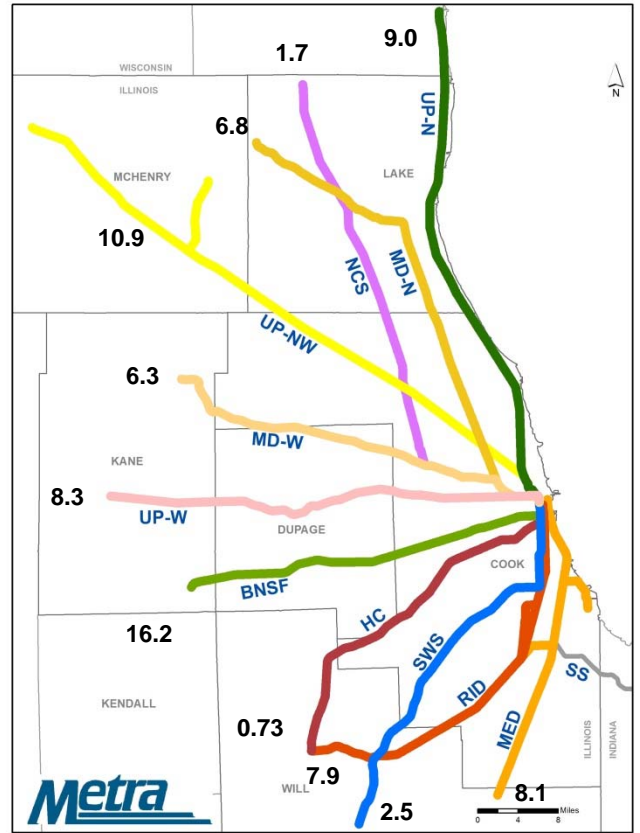 1.7
9.0
WISCONSIN
ILLINOIS
N
UP-N
6.8
MCHENRY
LAKE
10.9
NCS
MD-N
UP-NW
6.3
MD-W
KANE
8.3
UP-W
DUPAGE
BNSF
COOK
HC
16.2
SWS
RID
SS
KENDALL
MED
0.73
ILLINOIS
INDIANA
7.9
WILL
Metra
2.5
8.1
Miles
0 2 4 8